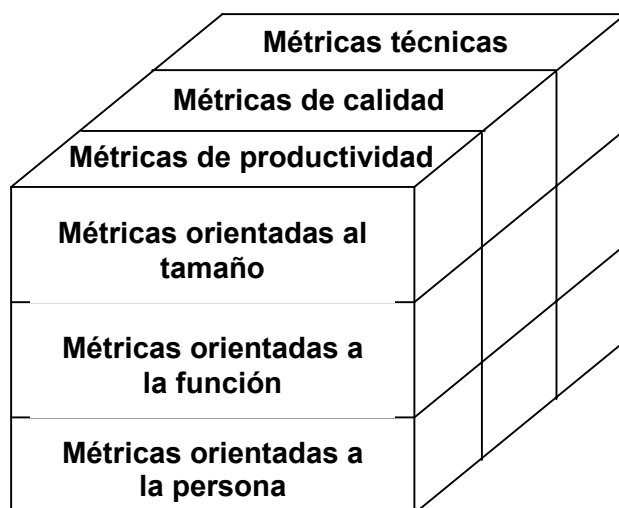 Métricas técnicas
Métricas de calidad
Métricas de productividad
Métricas orientadas al
tamaño
Métricas orientadas a
la función
Métricas orientadas a
la persona